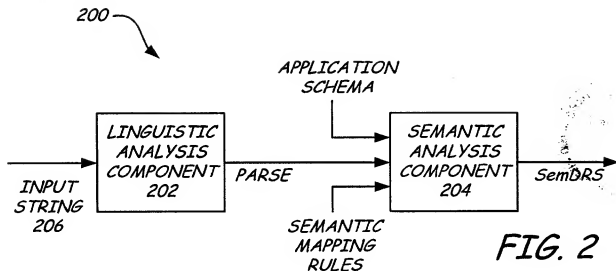 200
APPLICATION
SCHEMA
LINGUISTIC
ANALYSIS
COMPONENT
202
SEMANTIC
ANALYSIS
COMPONENT
204
INPUT
STRING
206
PARSE
SemDRS
SEMANTIC
MAPPING
RULES
FIG. 2